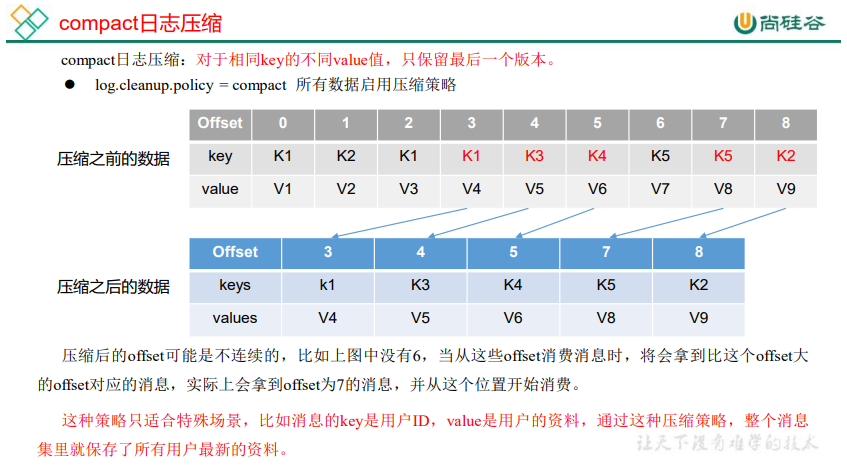 compact日志压缩
尚硅谷
compact日志压缩：对于相同key的不同value值，只保留最后一个版本。
● log.cleanup.policy = compact 所有数据启用压缩策略
压缩之前的数据
Offset 0 1 2 3 4 5 6 7 8
key K1 K2 K1 K1 K3 K4 K5 K5 K2
value V1 V2 V3 V4 V5 V6 V7 V8 V9
压缩之后的数据
Offset 3 4 5 7 8
keys k1 K3 K4 K5 K2
values V4 V5 V6 V8 V9
压缩后的offset可能是不连续的，比如上图中没有6，当从这些offset消费消息时，将会拿到比这个offset大
的offset对应的消息，实际上会拿到offset为7的消息，并从这个位置开始消费。
这种策略只适合特殊场景，比如消息的key是用户ID，value是用户的资料，通过这种压缩策略，整个消息
集里就保存了所有用户最新的资料。
让天下没有难学的技术